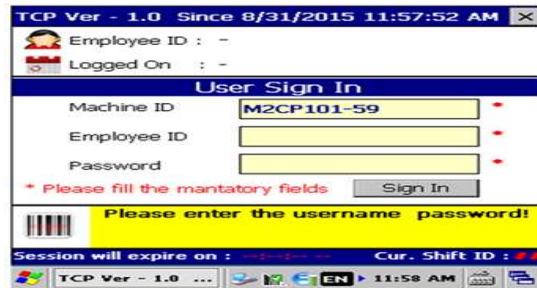 TCP Ver - 1.0 Since 8/31/2015 11:57:52 AM
Employee ID : -
Logged On : -
User Sign In
Machine ID M2CP101-59 *
Employee ID *
Password *
* Please fill the mantatory fields Sign In
Please enter the username password!
Session will expire on : --:--:-- -- Cur. Shift ID :
TCP Ver - 1.0 ... EN 11:58 AM